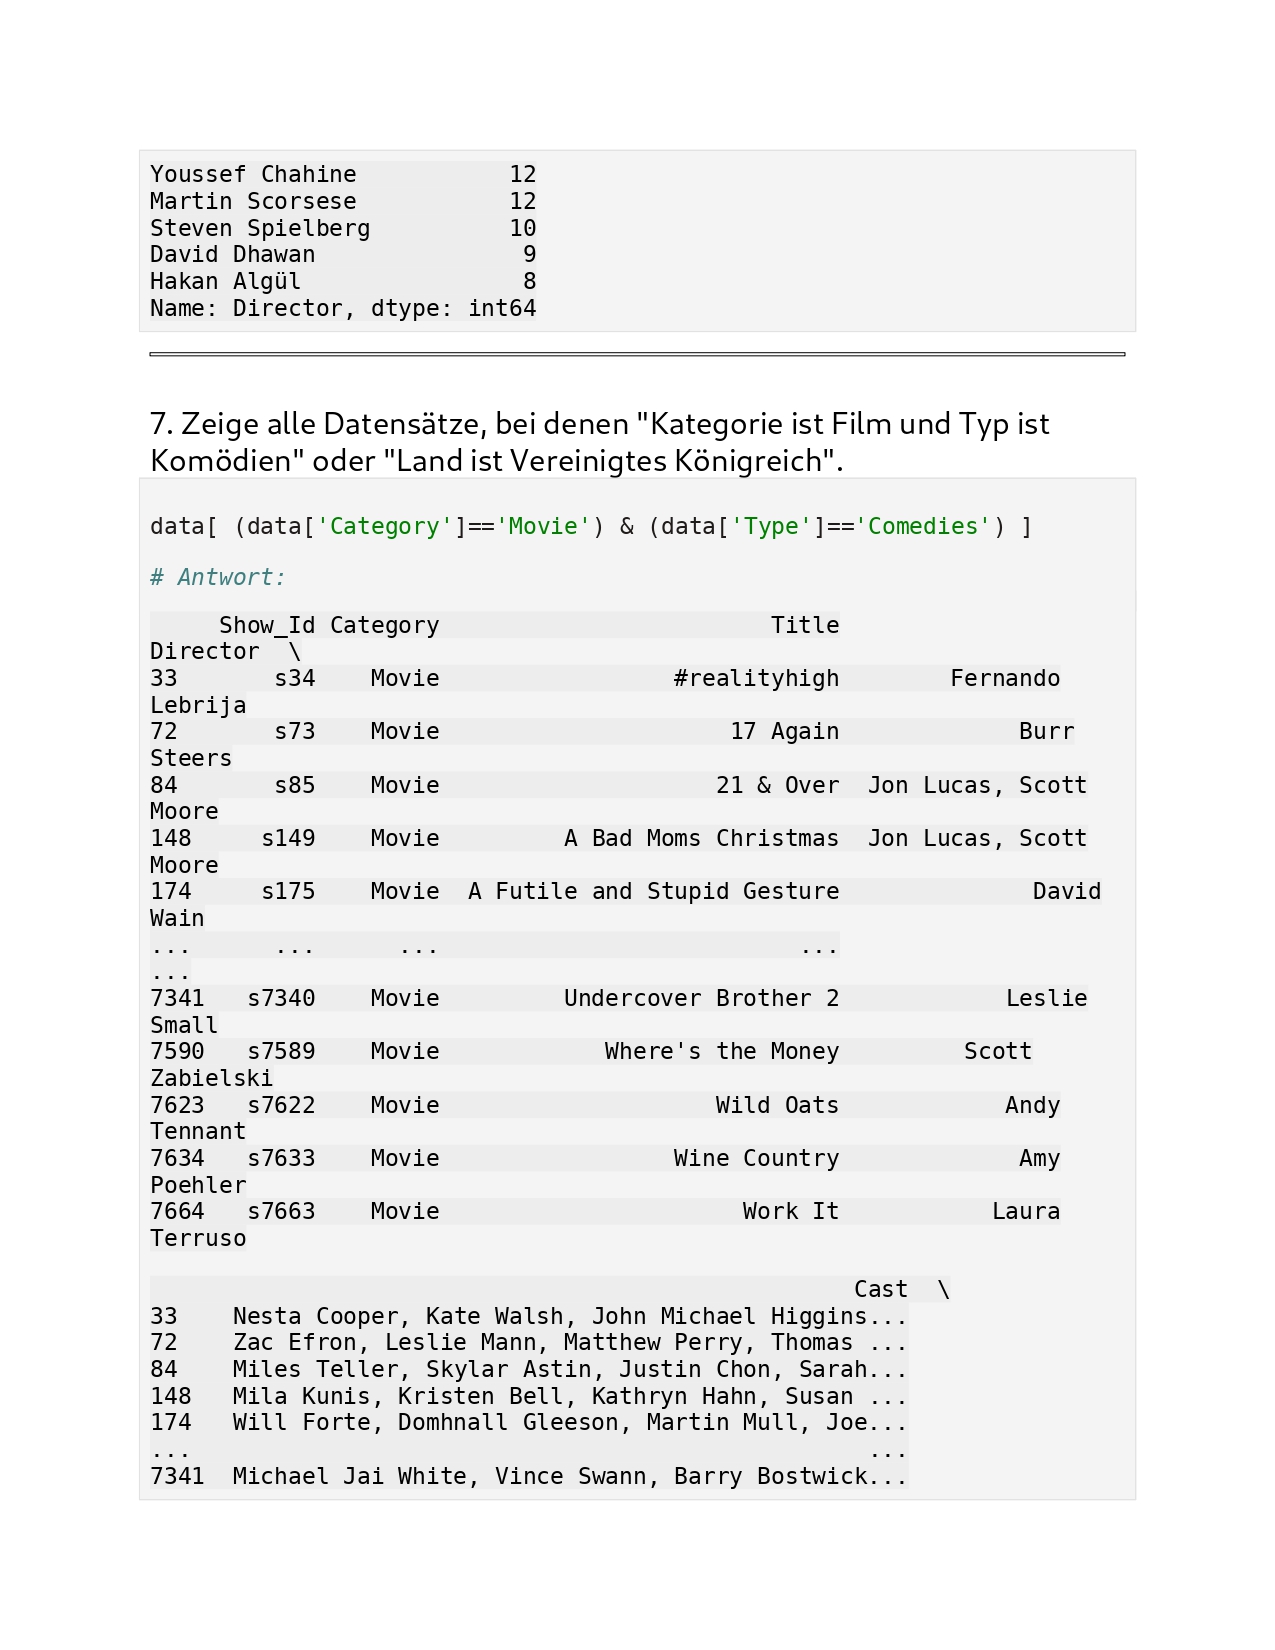 Youssef Chahine           12
Martin Scorsese           12
Steven Spielberg          10
David Dhawan               9
Hakan Algül                8
Name: Director, dtype: int64
7. Zeige alle Datensätze, bei denen "Kategorie ist Film und Typ ist
Komödien" oder "Land ist Vereinigtes Königreich".
data[ (data['Category']=='Movie') & (data['Type']=='Comedies') ]
# Antwort:
     Show_Id Category                        Title
Director  \
33       s34    Movie                 #realityhigh        Fernando
Lebrija
72       s73    Movie                     17 Again             Burr
Steers
84       s85    Movie                    21 & Over  Jon Lucas, Scott
Moore
148     s149    Movie         A Bad Moms Christmas  Jon Lucas, Scott
Moore
174     s175    Movie  A Futile and Stupid Gesture              David
Wain
...      ...      ...                          ...
...
7341   s7340    Movie         Undercover Brother 2            Leslie
Small
7590   s7589    Movie            Where's the Money         Scott
Zabielski
7623   s7622    Movie                    Wild Oats            Andy
Tennant
7634   s7633    Movie                 Wine Country             Amy
Poehler
7664   s7663    Movie                      Work It           Laura
Terruso
                                                   Cast  \
33    Nesta Cooper, Kate Walsh, John Michael Higgins...
72    Zac Efron, Leslie Mann, Matthew Perry, Thomas ...
84    Miles Teller, Skylar Astin, Justin Chon, Sarah...
148   Mila Kunis, Kristen Bell, Kathryn Hahn, Susan ...
174   Will Forte, Domhnall Gleeson, Martin Mull, Joe...
...                                                 ...
7341  Michael Jai White, Vince Swann, Barry Bostwick...